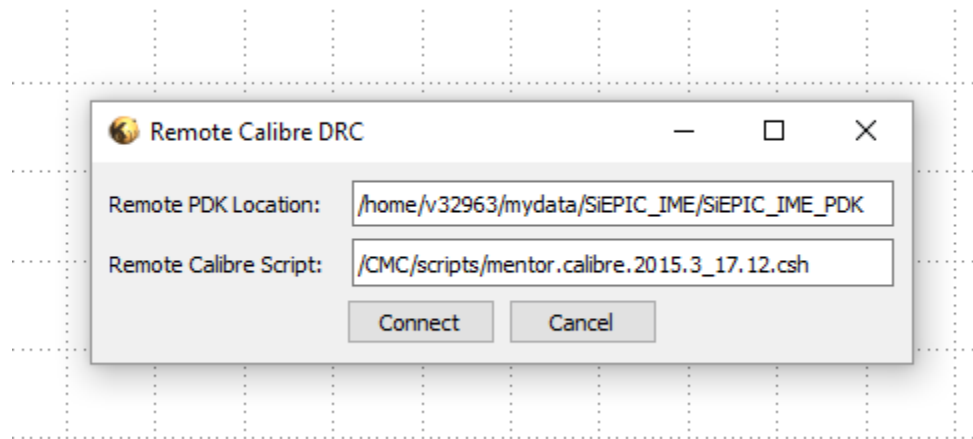 Remote Calibre DRC
Remote PDK Location: /home/v32963/mydata/SiEPIC_IME/SiEPIC_IME_PDK
Remote Calibre Script: /CMC/scripts/mentor.calibre.2015.3_17.12.csh
Connect Cancel